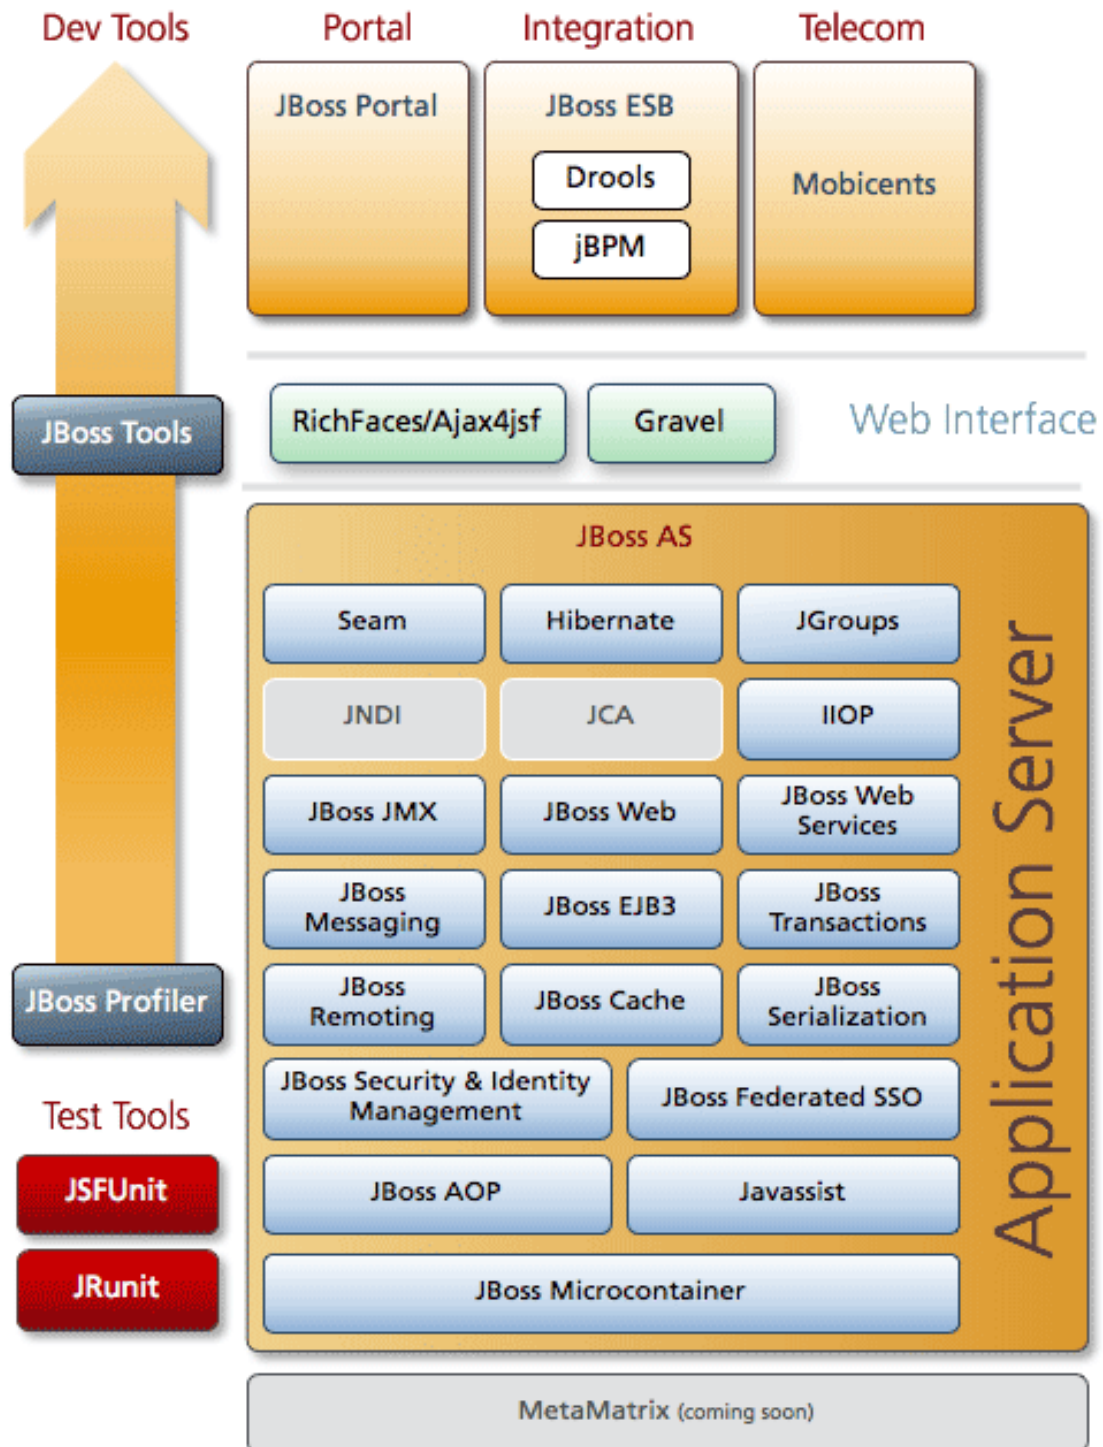 Dev Tools
Portal
Integration
Telecom
JBoss Portal
JBoss ESB
Drools
jBPM
Mobicents
JBoss Tools
RichFaces/Ajax4jsf
Gravel
Web Interface
JBoss AS
Seam
Hibernate
JGroups
JNDI
JCA
IIOP
JBoss JMX
JBoss Web
JBoss Web
Services
JBoss
Messaging
JBoss EJB3
JBoss
Transactions
JBoss Profiler
JBoss
Remoting
JBoss Cache
JBoss
Serialization
JBoss Security & Identity
Management
JBoss Federated SSO
Application Server
Test Tools
JSFUnit
JRunit
JBoss AOP
Javassist
JBoss Microcontainer
MetaMatrix (coming soon)